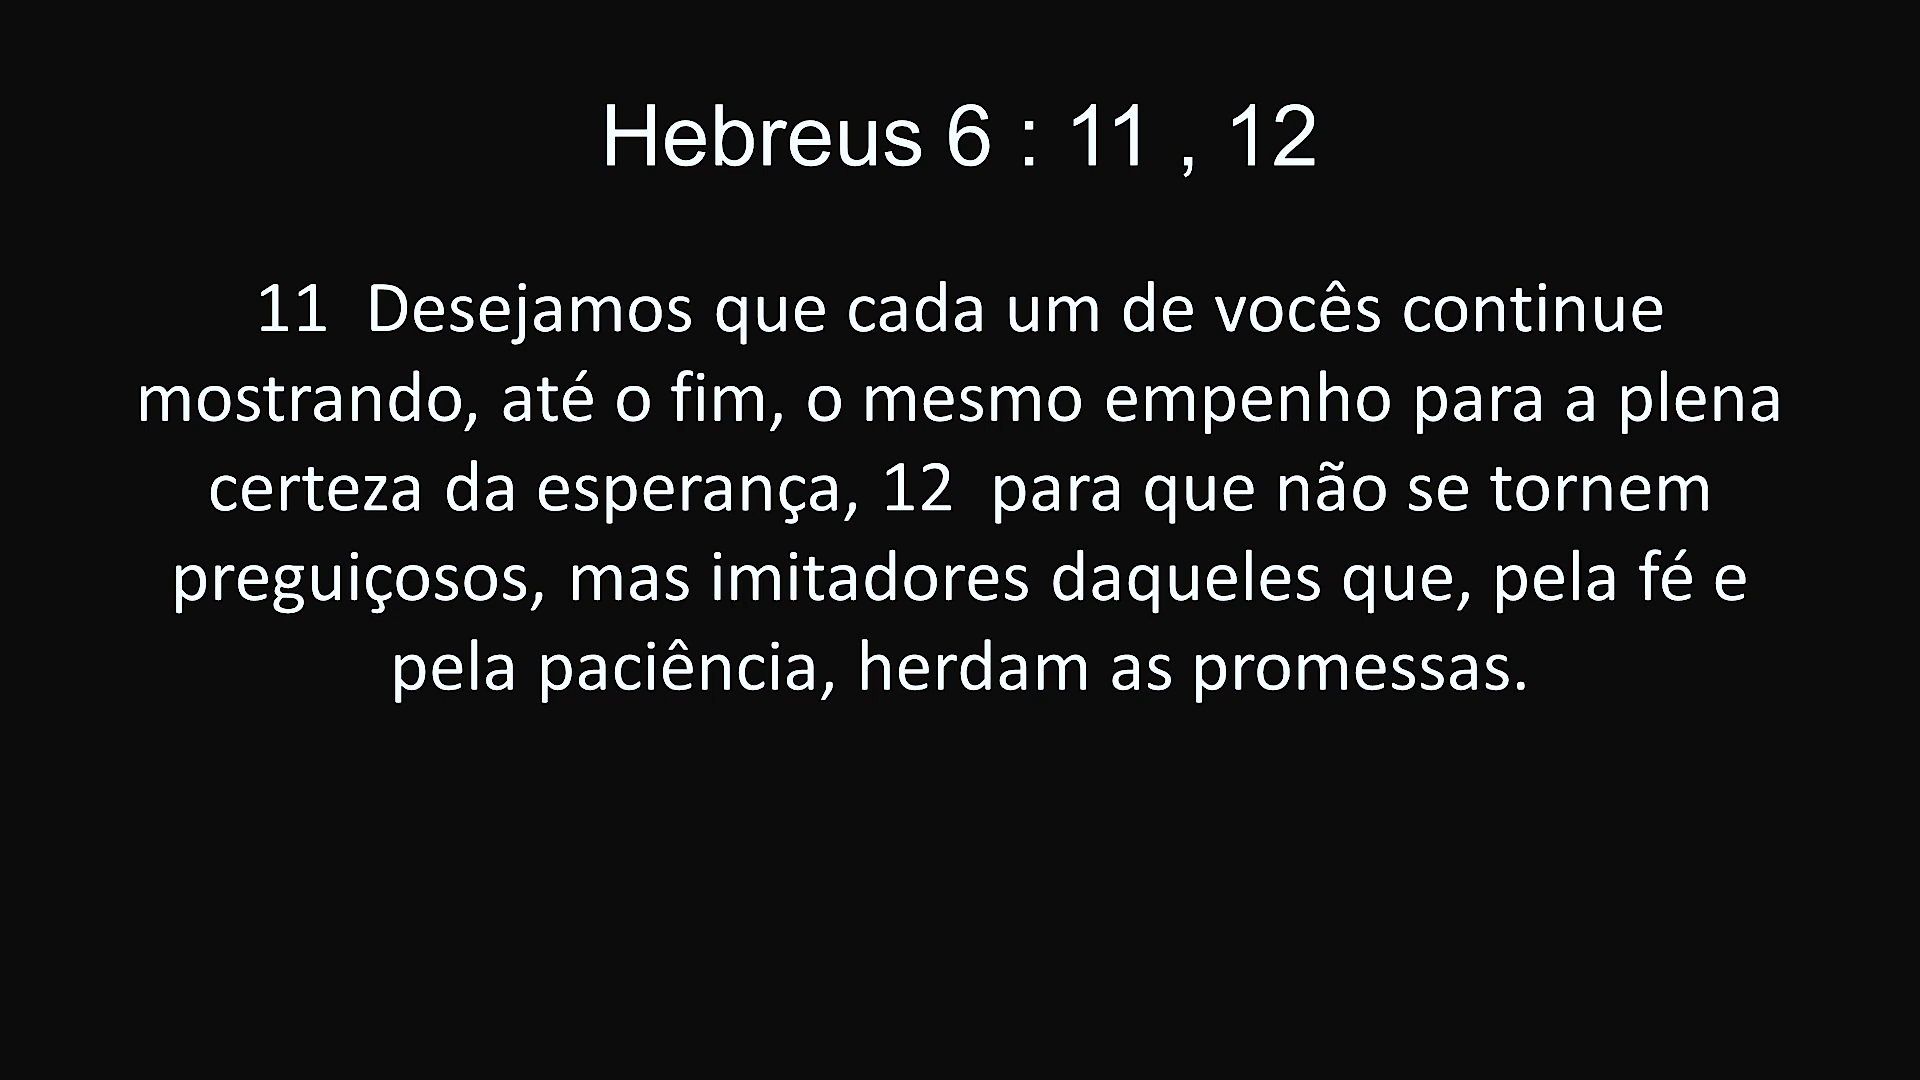 Hebreus 6 : 11 , 12
11  Desejamos que cada um de vocês continue
mostrando, até o fim, o mesmo empenho para a plena
certeza da esperança, 12  para que não se tornem
preguiçosos, mas imitadores daqueles que, pela fé e
pela paciência, herdam as promessas.